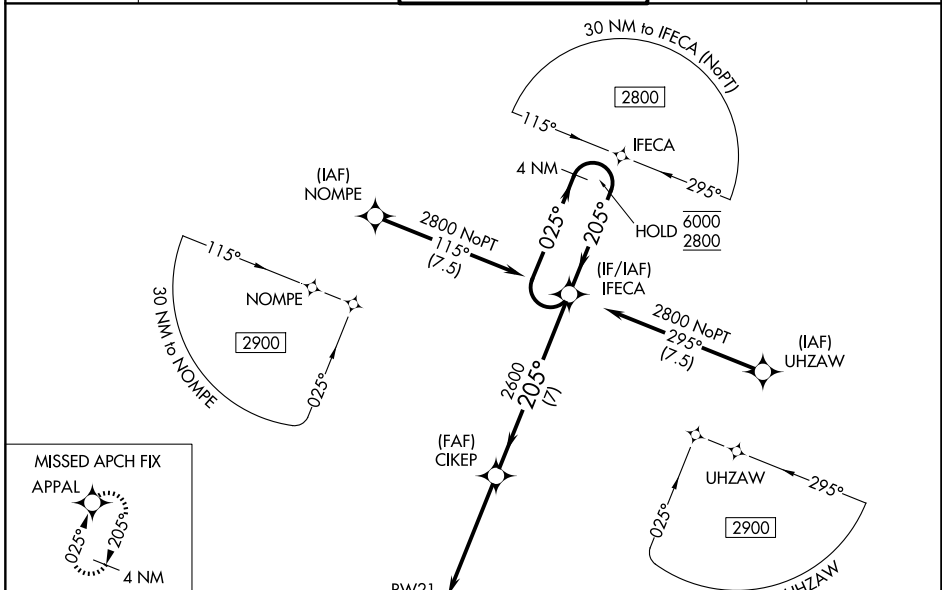 30 NM to IFECA (NoPT)
2800
115°
IFECA
295°
4 NM
(IAF)
NOMPE
025°
205°
HOLD
6000
2800
2800 NoPT
115°
(7.5)
(IF/IAF)
IFECA
115°
NOMPE
2900
30 NM to NOMPE
025°
2800 NoPT
295°
(7.5)
(IAF)
UHZAW
2600
205°
(7)
(FAF)
CIKEP
UHZAW
295°
025°
2900
UHZAW
MISSED APCH FIX
APPAL
025°
205°
4 NM
RW21